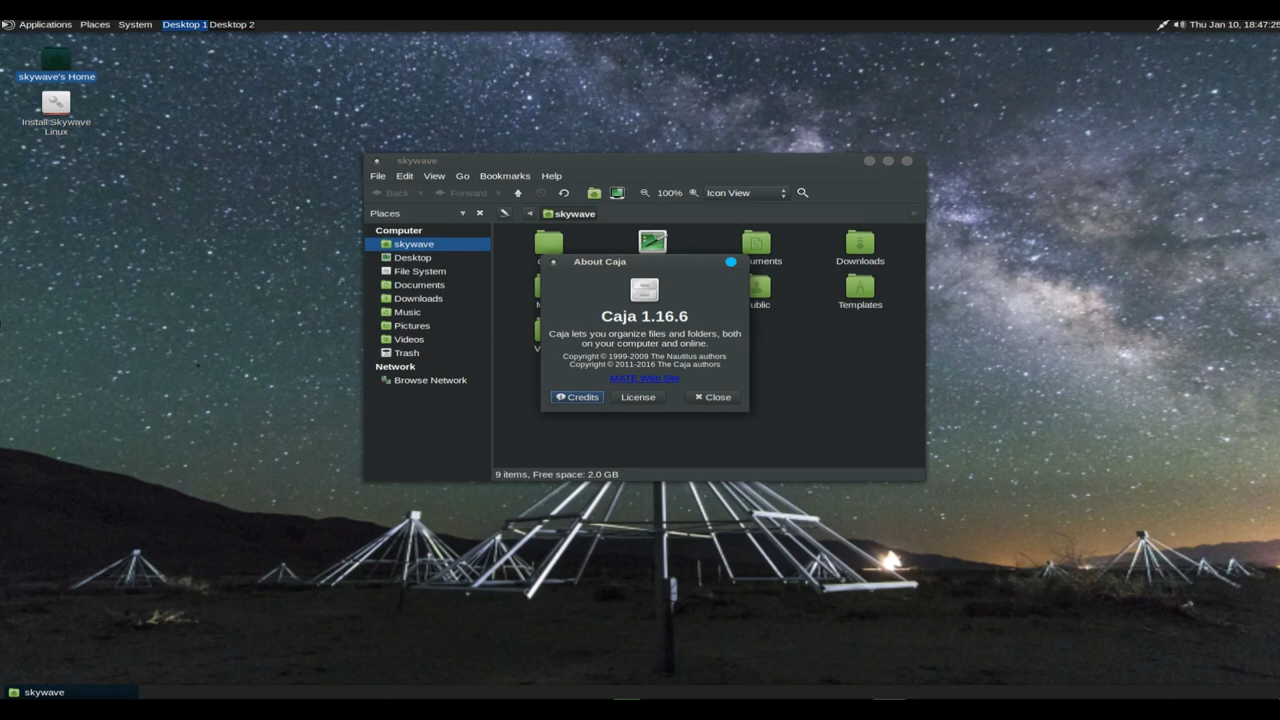 Applications Places System Desktop 1 Desktop 2 Thu Jan 10, 18:47:25
skywave's Home
Install Skywave
Linux
skywave
File Edit View Go Bookmarks Help
Back Forward 100% Icon View
Places skywave
Computer
skywave
Desktop
File System
Documents
Downloads
Music
Pictures
Videos
Trash
Network
Browse Network
uments Downloads
ublic Templates
About Caja
Caja 1.16.6
Caja lets you organize files and folders, both
on your computer and online.
Copyright © 1999-2009 The Nautilus authors
Copyright © 2011-2016 The Caja authors
MATE Web Site
Credits License Close
9 items, Free space: 2.0 GB
skywave